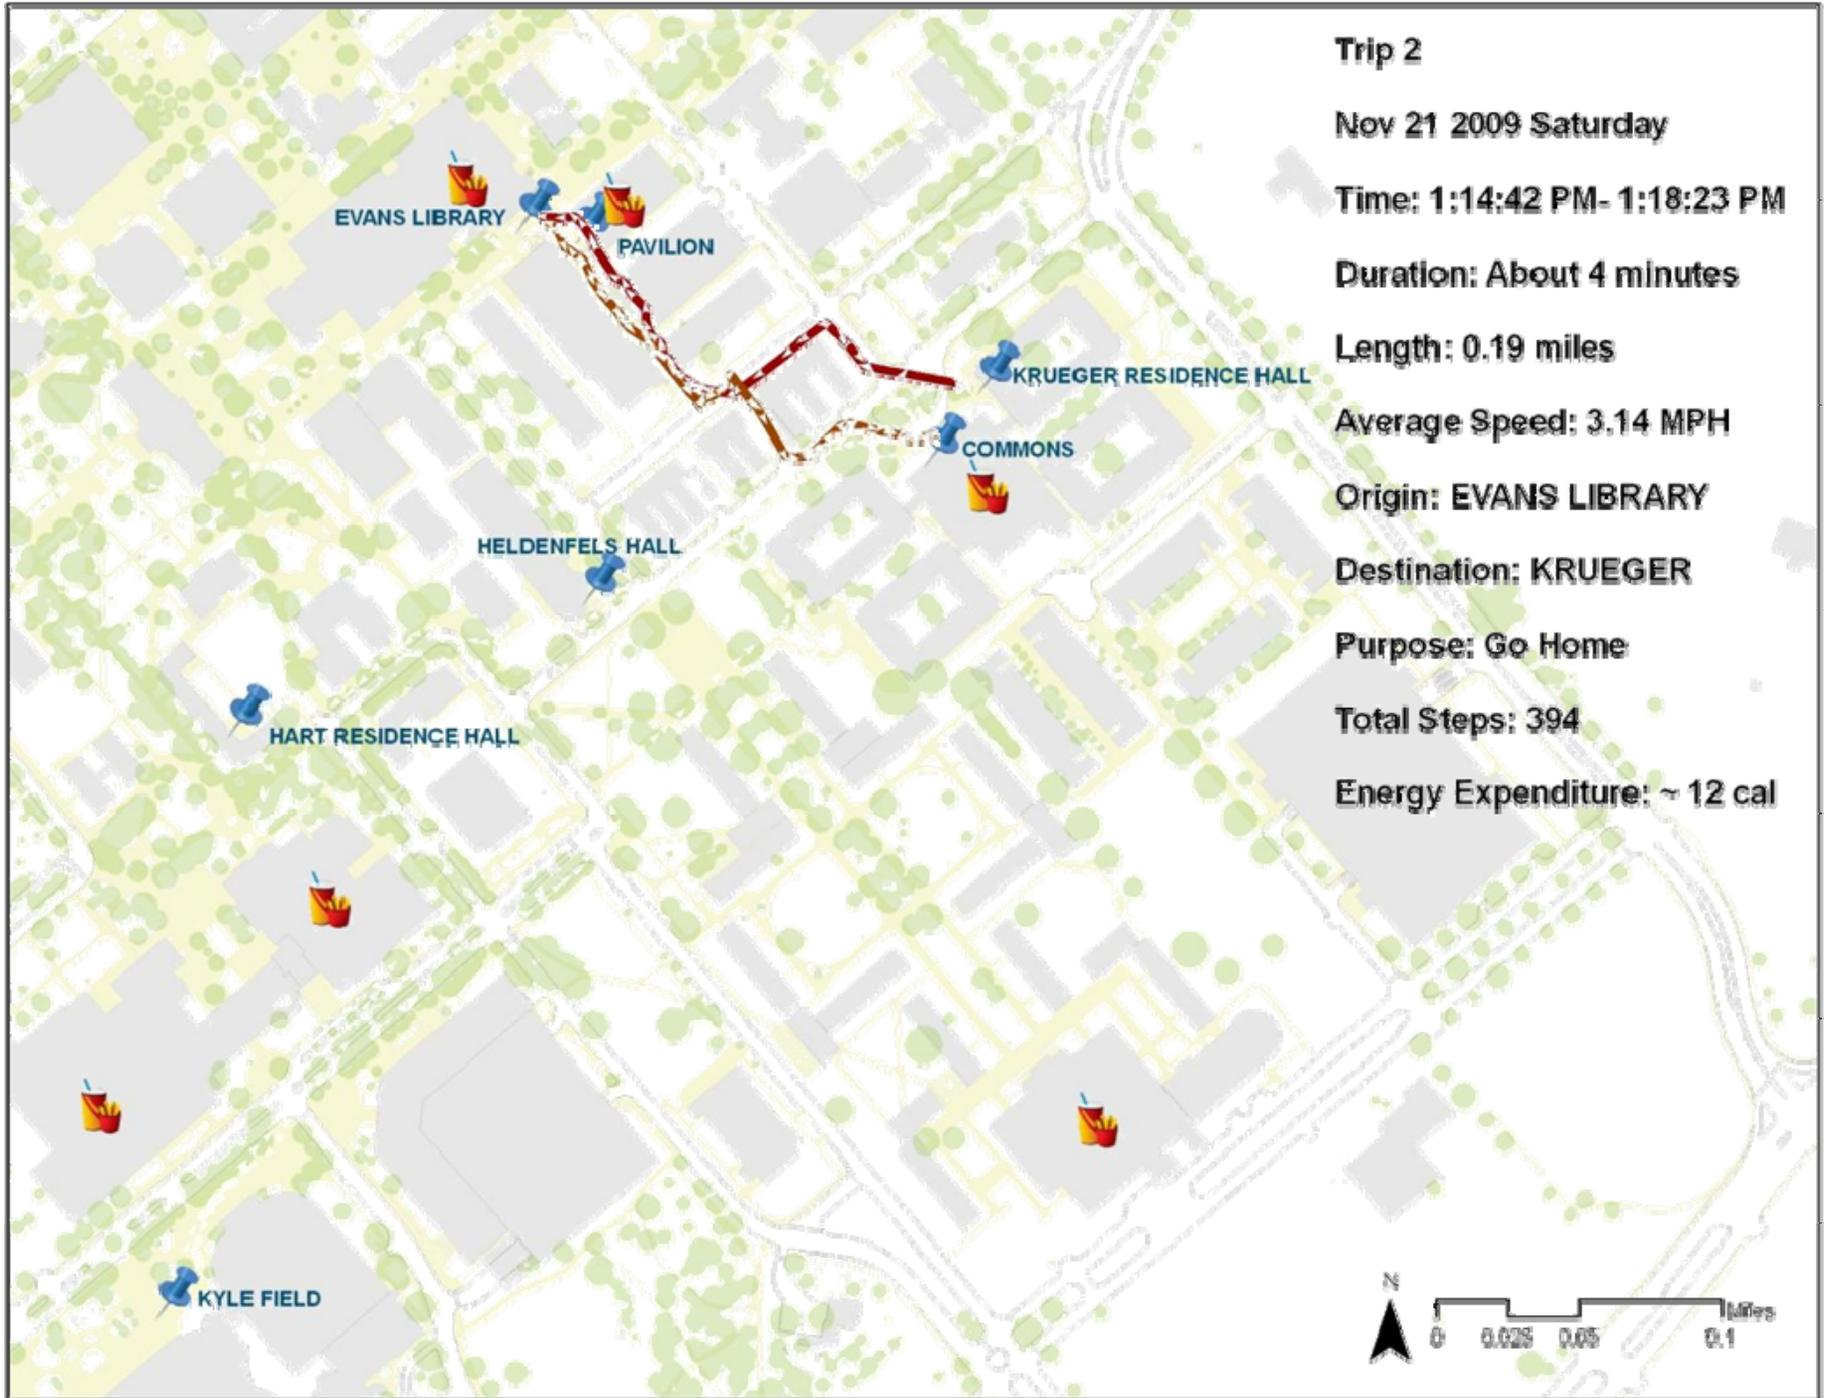 Trip 2
Nov 21 2009 Saturday
Time: 1:14:42 PM- 1:18:23 PM
Duration: About 4 minutes
Length: 0.19 miles
Average Speed: 3.14 MPH
Origin: EVANS LIBRARY
Destination: KRUEGER
Purpose: Go Home
Total Steps: 394
Energy Expenditure: ~ 12 cal
EVANS LIBRARY
PAVILION
KRUEGER RESIDENCE HALL
COMMONS
HELDENFELS HALL
HART RESIDENCE HALL
KYLE FIELD
N
Miles
0 0.025 0.05 0.1